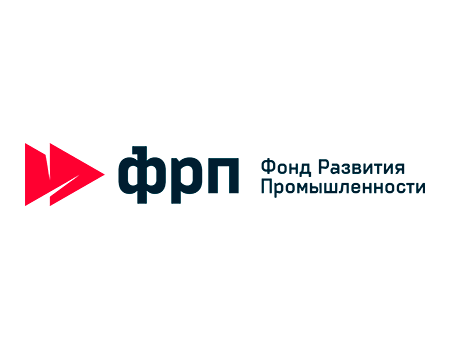 фрп
Фонд Развития
Промышленности